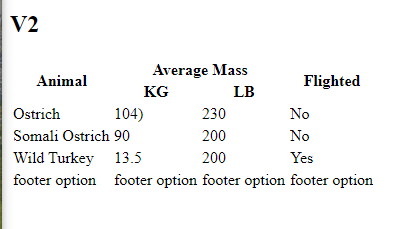 V2
Animal Average Mass Flighted
KG LB
Ostrich 104) 230 No
Somali Ostrich 90 200 No
Wild Turkey 13.5 200 Yes
footer option footer option footer option footer option